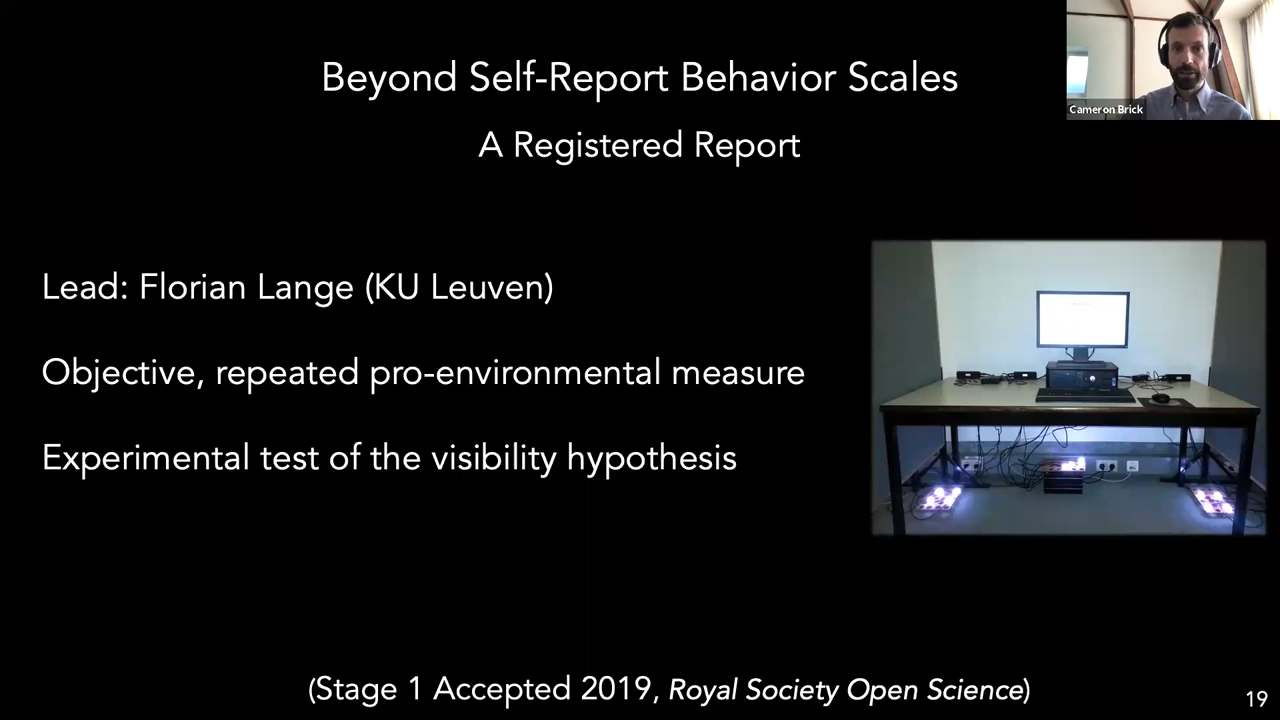 Beyond Self-Report Behavior Scales
A Registered Report
Cameron Brick
Lead: Florian Lange (KU Leuven)
Objective, repeated pro-environmental measure
Experimental test of the visibility hypothesis
(Stage 1 Accepted 2019, Royal Society Open Science)
19